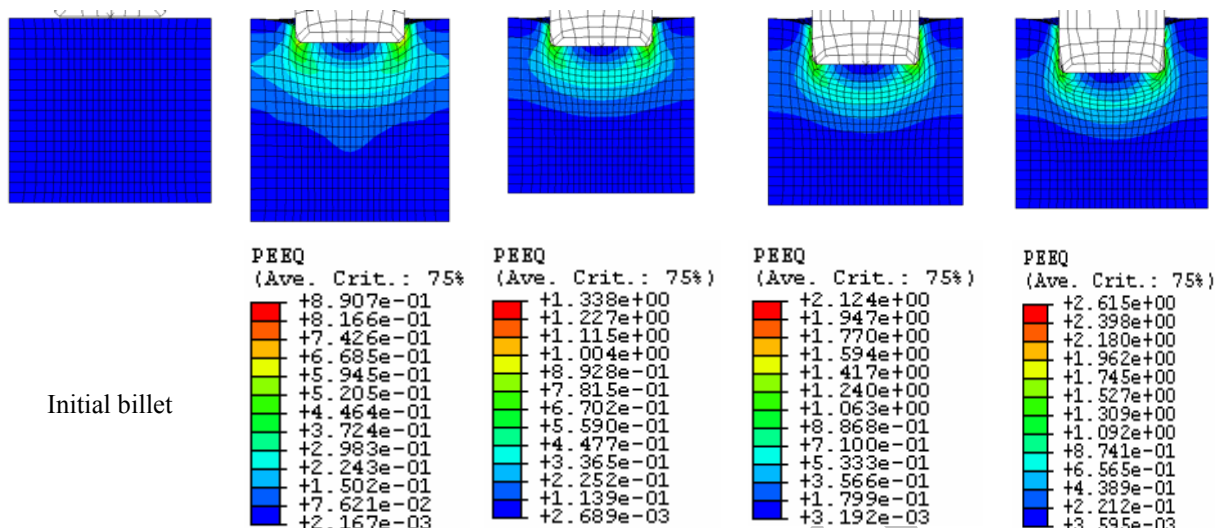 Initial billet
PEEQ
(Ave. Crit.: 75%
+8.907e-01
+8.166e-01
+7.426e-01
+6.685e-01
+5.945e-01
+5.205e-01
+4.464e-01
+3.724e-01
+2.983e-01
+2.243e-01
+1.502e-01
+7.621e-02
+2.167e-03
PEEQ
(Ave. Crit.: 75%)
+1.338e+00
+1.227e+00
+1.115e+00
+1.004e+00
+8.928e-01
+7.815e-01
+6.702e-01
+5.590e-01
+4.477e-01
+3.365e-01
+2.252e-01
+1.139e-01
+2.689e-03
PEEQ
(Ave. Crit.: 75%)
+2.124e+00
+1.947e+00
+1.770e+00
+1.594e+00
+1.417e+00
+1.240e+00
+1.063e+00
+8.868e-01
+7.100e-01
+5.333e-01
+3.566e-01
+1.799e-01
+3.192e-03
PEEQ
(Ave. Crit.: 75%)
+2.615e+00
+2.398e+00
+2.180e+00
+1.962e+00
+1.745e+00
+1.527e+00
+1.309e+00
+1.092e+00
+8.741e-01
+6.565e-01
+4.389e-01
+2.212e-01
+3.595e-03